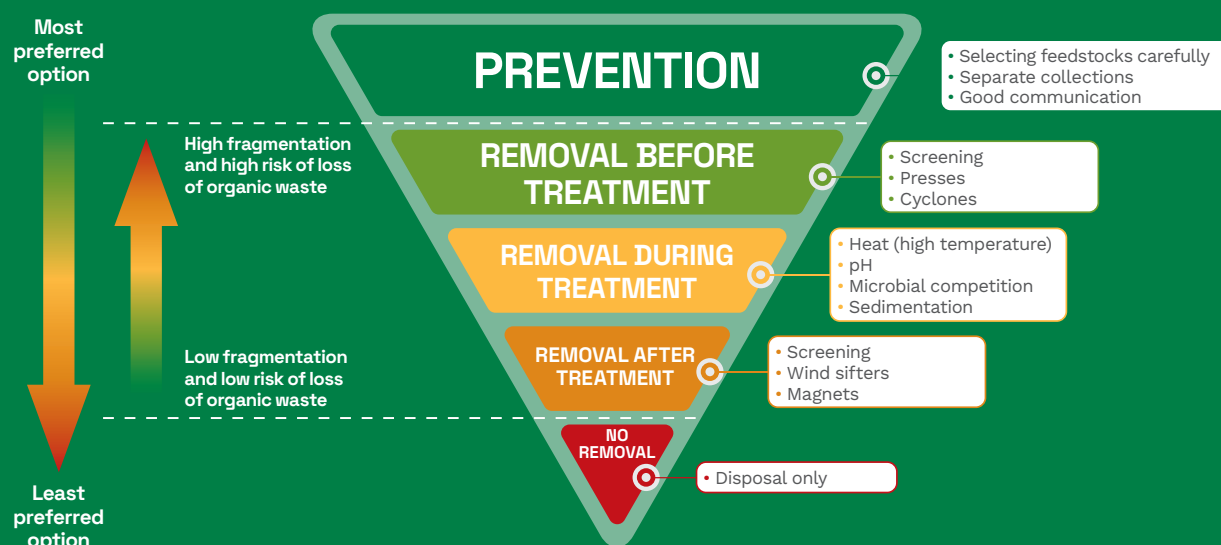 Most
preferred
option
PREVENTION
• Selecting feedstocks carefully
• Separate collections
• Good communication
High fragmentation
and high risk of loss
of organic waste
REMOVAL BEFORE
TREATMENT
• Screening
• Presses
• Cyclones
REMOVAL DURING
TREATMENT
• Heat (high temperature)
• pH
• Microbial competition
• Sedimentation
Low fragmentation
and low risk of loss
of organic waste
REMOVAL AFTER
TREATMENT
• Screening
• Wind sifters
• Magnets
NO
REMOVAL
• Disposal only
Least
preferred
option